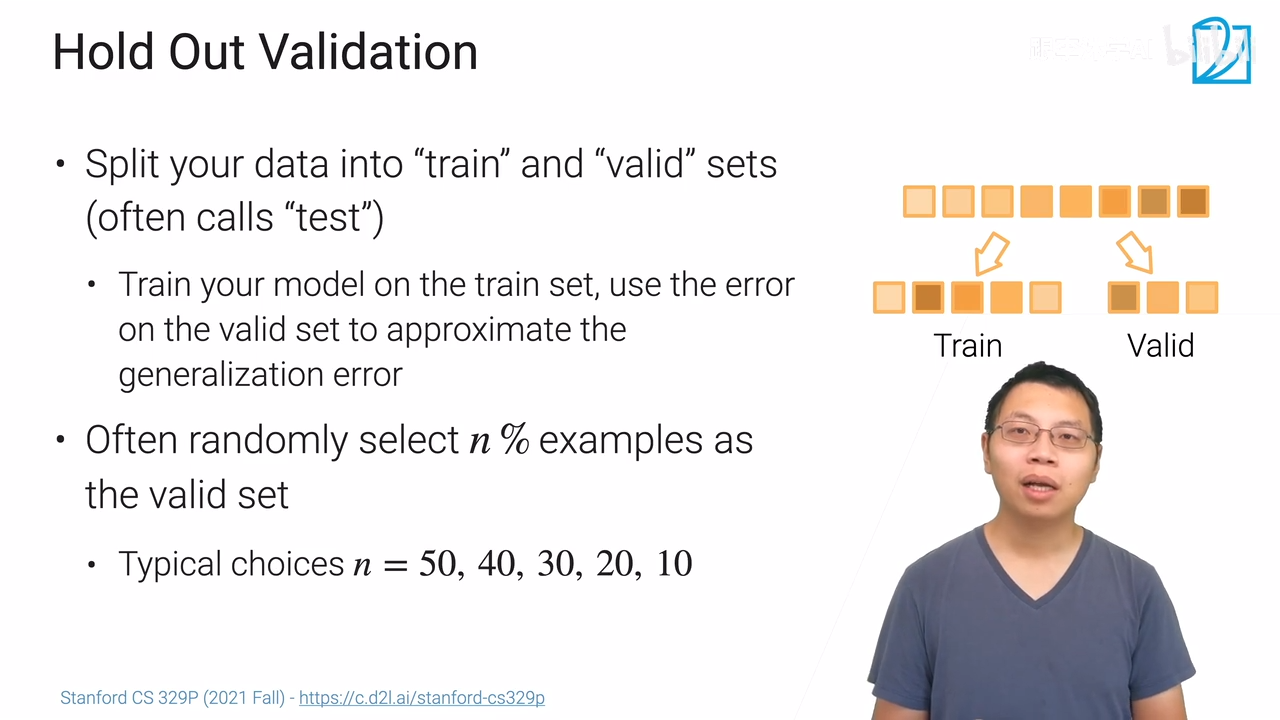 Hold Out Validation
• Split your data into “train” and “valid” sets
(often calls “test”)
• Train your model on the train set, use the error
on the valid set to approximate the
generalization error
• Often randomly select n % examples as
the valid set
• Typical choices n = 50, 40, 30, 20, 10
Train
Valid
Stanford CS 329P (2021 Fall) - https://c.d2l.ai/stanford-cs329p